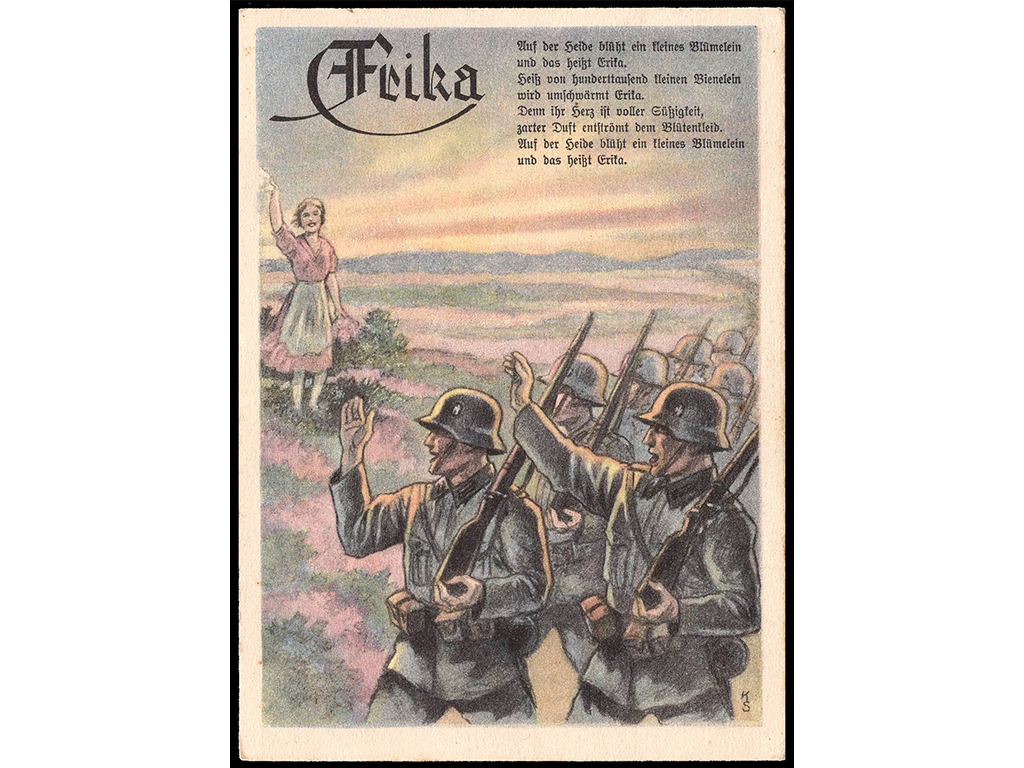 Erika
Auf der Heide blüht ein kleines Blümelein
und das heißt Erika.
Heiß von hunderttausend kleinen Bienelein
wird umschwärmt Erika.
Denn ihr Herz ist voller Süßigkeit,
zarter Duft entströmt dem Blütenkleid.
Auf der Heide blüht ein kleines Blümelein
und das heißt Erika.
KS